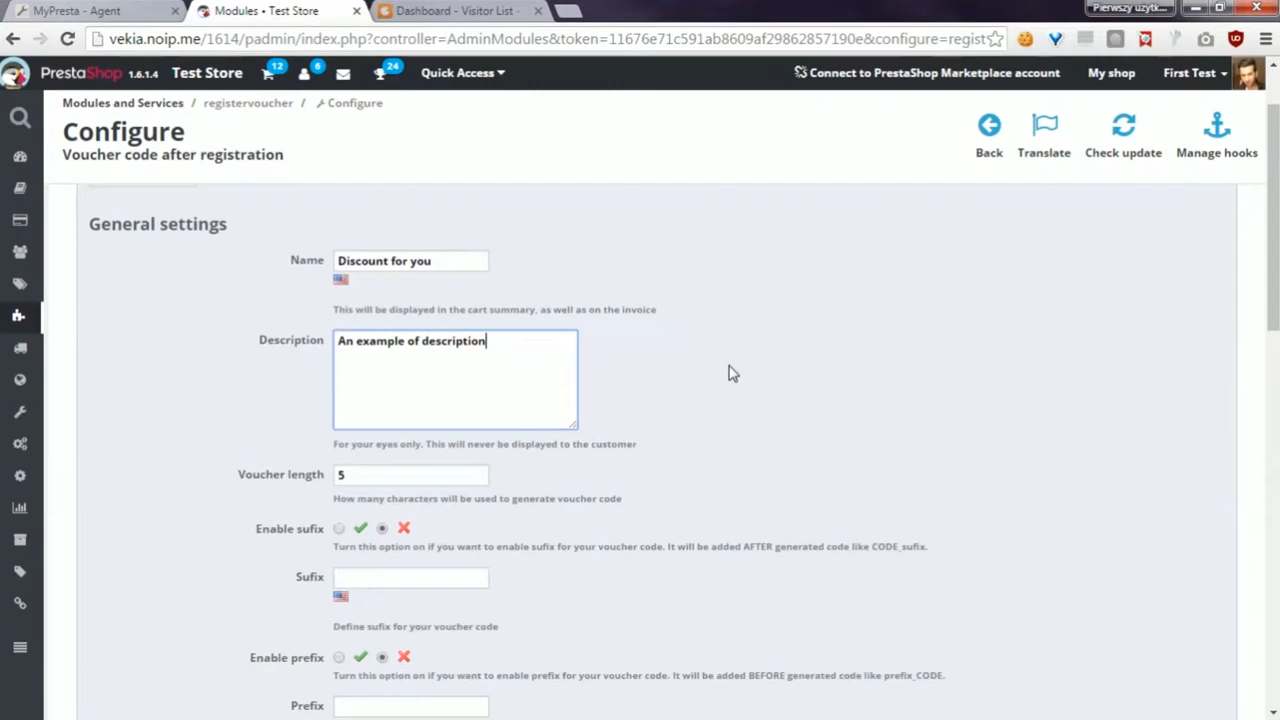 MyPresta - Agent
Modules • Test Store
Dashboard - Visitor List -
Pierwszy użytk...
vekia.noip.me/1614/padmin/index.php?controller=AdminModules&token=11676e71c591ab8609af29862857190e&configure=regist
PrestaShop 1.6.1.4 Test Store 12 6 24 Quick Access Connect to PrestaShop Marketplace account My shop First Test
Modules and Services / registervoucher / Configure
Configure
Voucher code after registration
Back Translate Check update Manage hooks
General settings
Name Discount for you
This will be displayed in the cart summary, as well as on the invoice
Description An example of description
For your eyes only. This will never be displayed to the customer
Voucher length 5
How many characters will be used to generate voucher code
Enable sufix
Turn this option on if you want to enable sufix for your voucher code. It will be added AFTER generated code like CODE_sufix.
Sufix
Define sufix for your voucher code
Enable prefix
Turn this option on if you want to enable prefix for your voucher code. It will be added BEFORE generated code like prefix_CODE.
Prefix